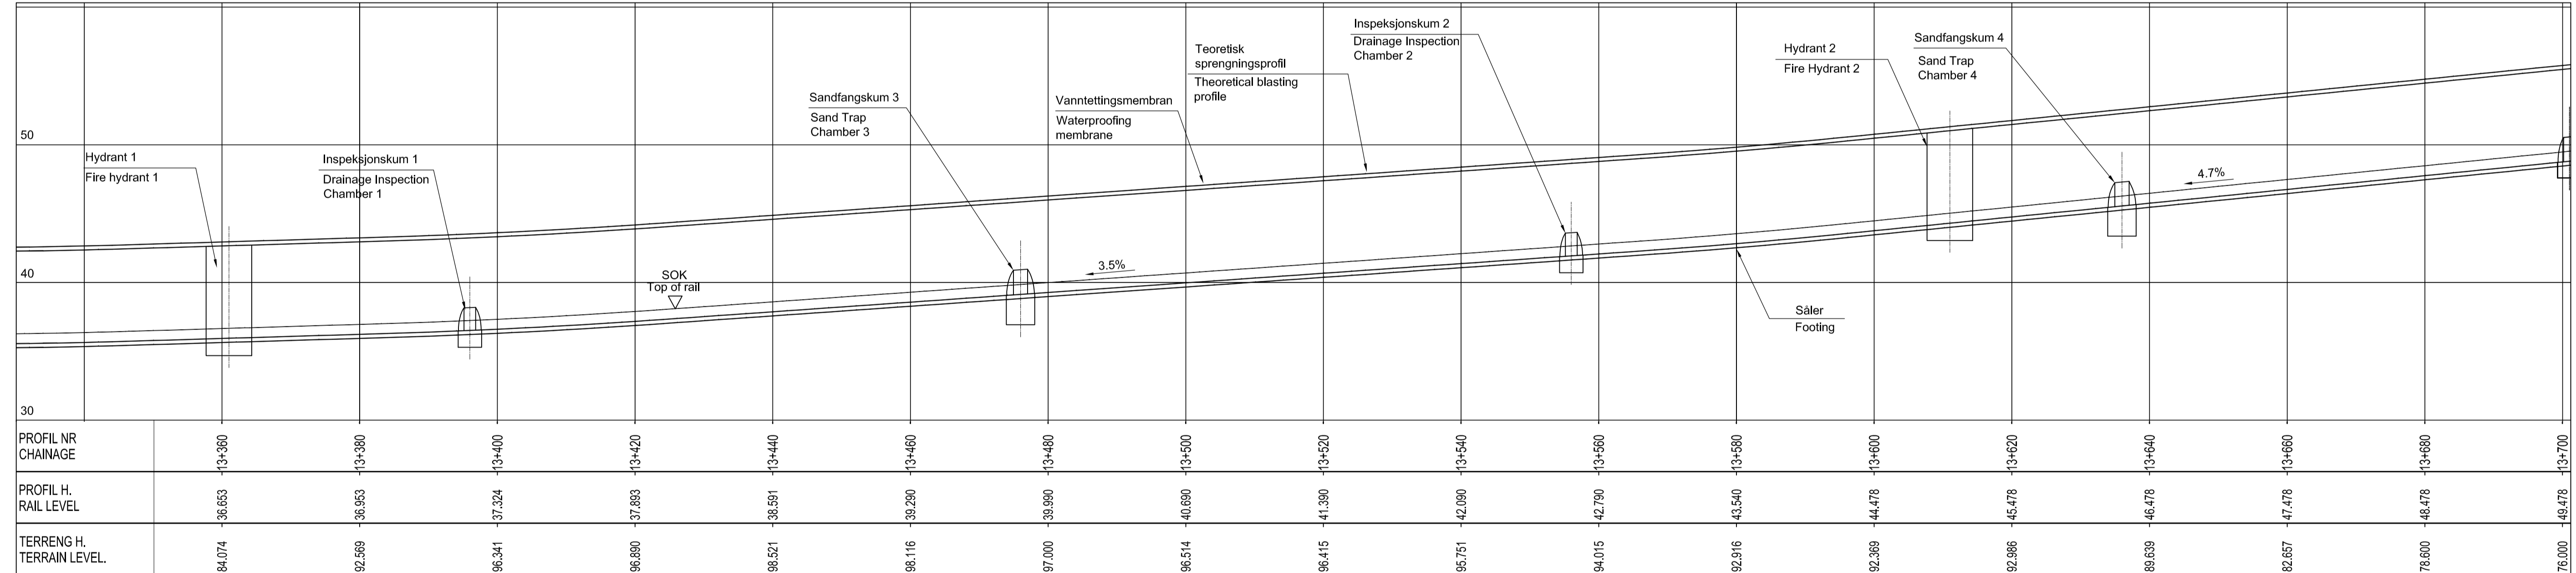 Inspeksjonskum 2
Drainage Inspection
Chamber 2
Sandfangskum 4
Sand Trap
Chamber 4
Hydrant 2
Fire Hydrant 2
Teoretisk
sprengningsprofil
Theoretical blasting
profile
Sandfangskum 3
Sand Trap
Chamber 3
Vanntettingsmembran
Waterproofing
membrane
50
Hydrant 1
Fire hydrant 1
Inspeksjonskum 1
Drainage Inspection
Chamber 1
4.7%
3.5%
40
SOK
Top of rail
Såler
Footing
30
PROFIL NR
CHAINAGE
13+360 13+380 13+400 13+420 13+440 13+460 13+480 13+500 13+520 13+540 13+560 13+580 13+600 13+620 13+640 13+660 13+680 13+700
PROFIL H.
RAIL LEVEL
36.653 36.953 37.324 37.893 38.591 39.290 39.990 40.690 41.390 42.090 42.790 43.540 44.478 45.478 46.478 47.478 48.478 49.478
TERRENG H.
TERRAIN LEVEL.
84.074 92.569 96.341 96.890 98.521 98.116 97.000 96.514 96.415 95.751 94.015 92.916 92.369 92.986 89.639 82.657 78.600 76.000